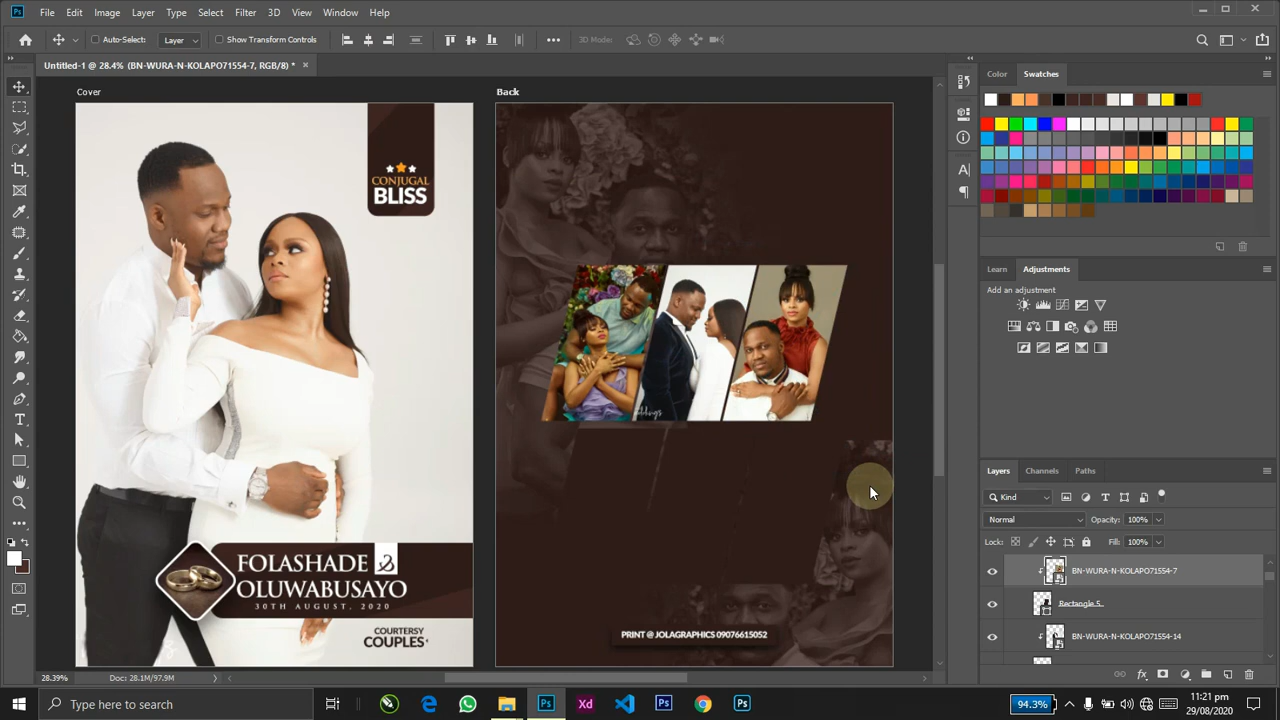 File Edit Image Layer Type Select Filter 3D View Window Help
Auto-Select: Layer Show Transform Controls 3D Mode:
Untitled-1 @ 28.4% (BN-WURA-N-KOLAPO71554-7, RGB/8) *
Cover
Back
CONJUGAL
BLISS
FOLASHADE &
OLUWABUSAYO
30TH AUGUST, 2020
COURTERSY
COUPLES
PRINT @ JOLAGRAPHICS 09076615052
28.39% Doc: 28.1M/97.9M
Color Swatches
Learn Adjustments
Add an adjustment
Layers Channels Paths
Kind
Normal Opacity: 100%
Lock: Fill: 100%
BN-WURA-N-KOLAPO71554-7
Rectangle 5
BN-WURA-N-KOLAPO71554-14
Type here to search
94.3%
11:21 pm
29/08/2020